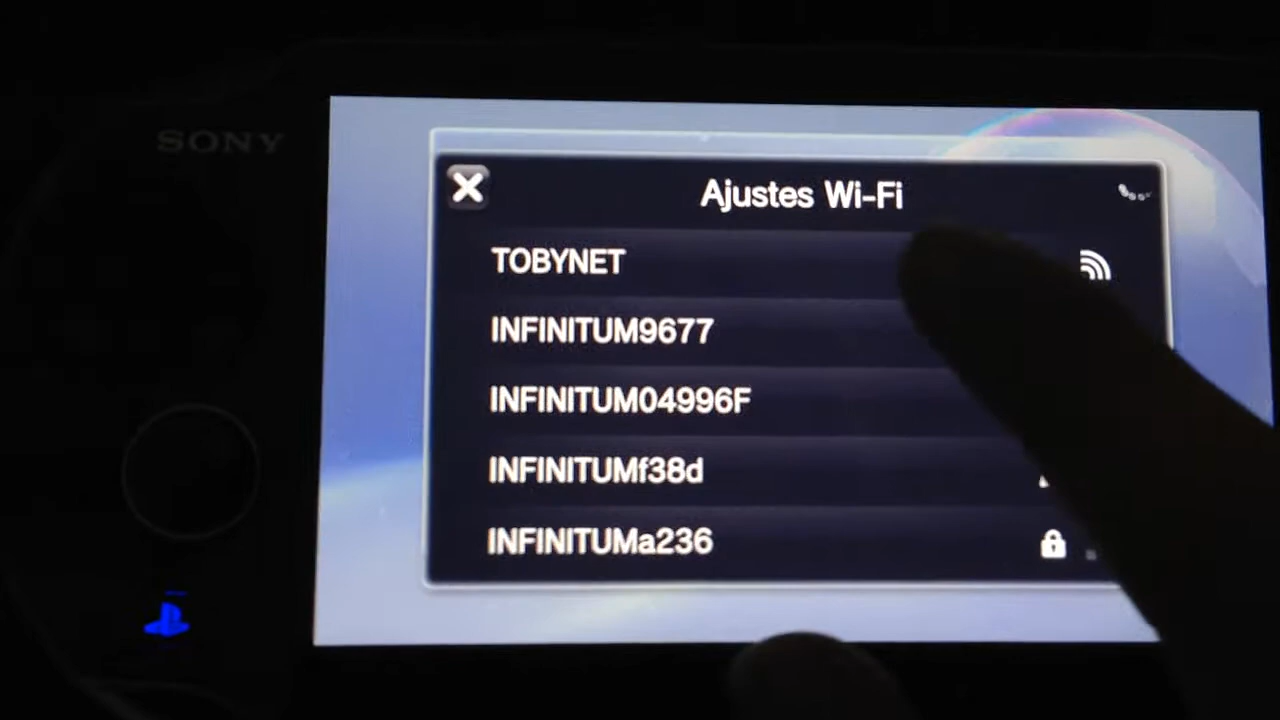 SONY
Ajustes Wi-Fi
TOBYNET
INFINITUM9677
INFINITUM04996F
INFINITUMf38d
INFINITUMa236